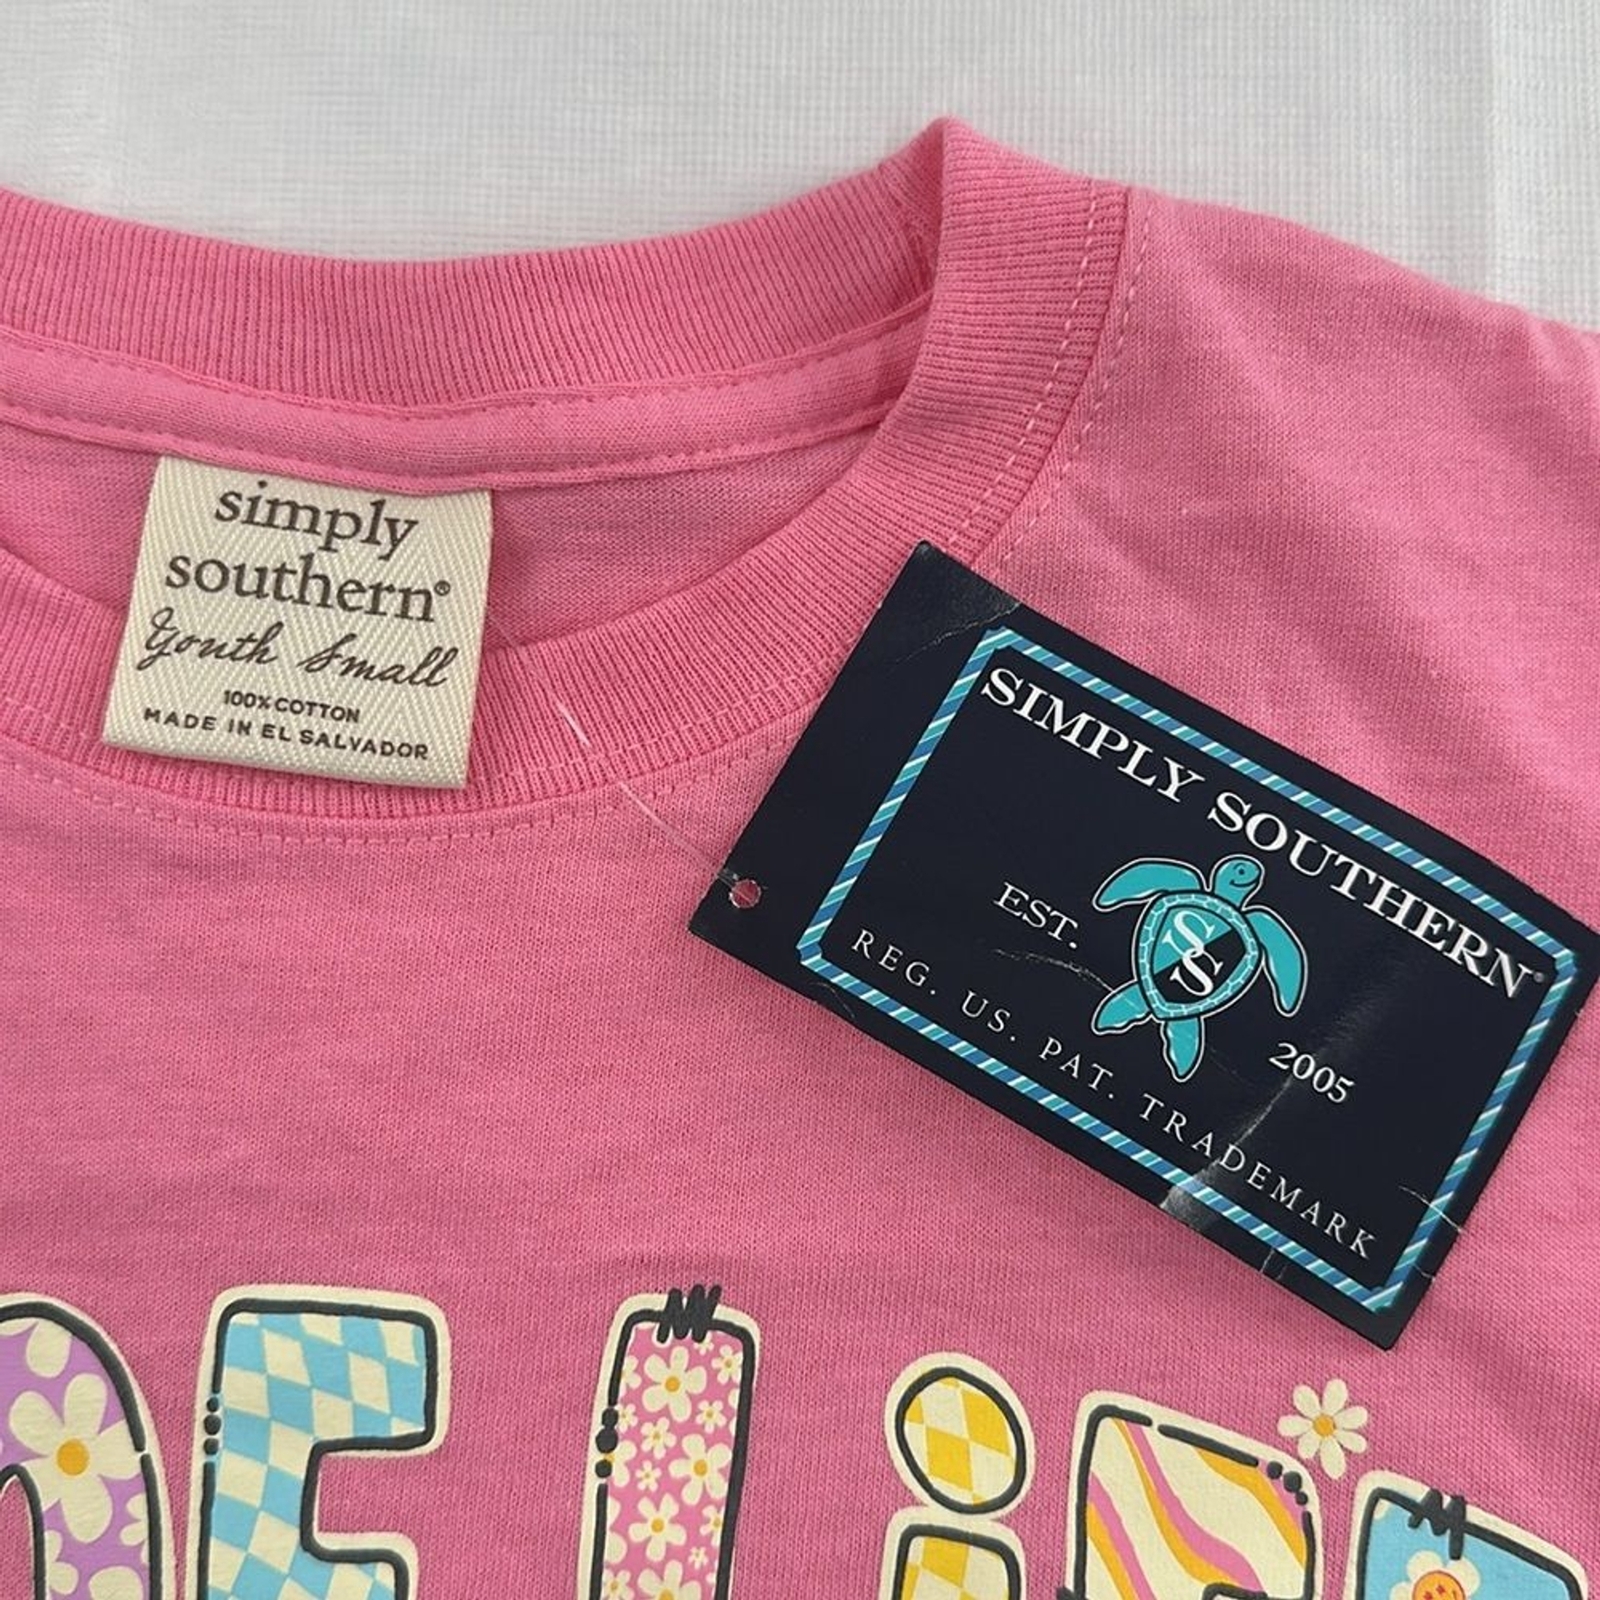 simply
southern®
Youth Small
100% COTTON
MADE IN EL SALVADOR
SIMPLY SOUTHERN®
EST.
SS
2005
REG. US. PAT. TRADEMARK